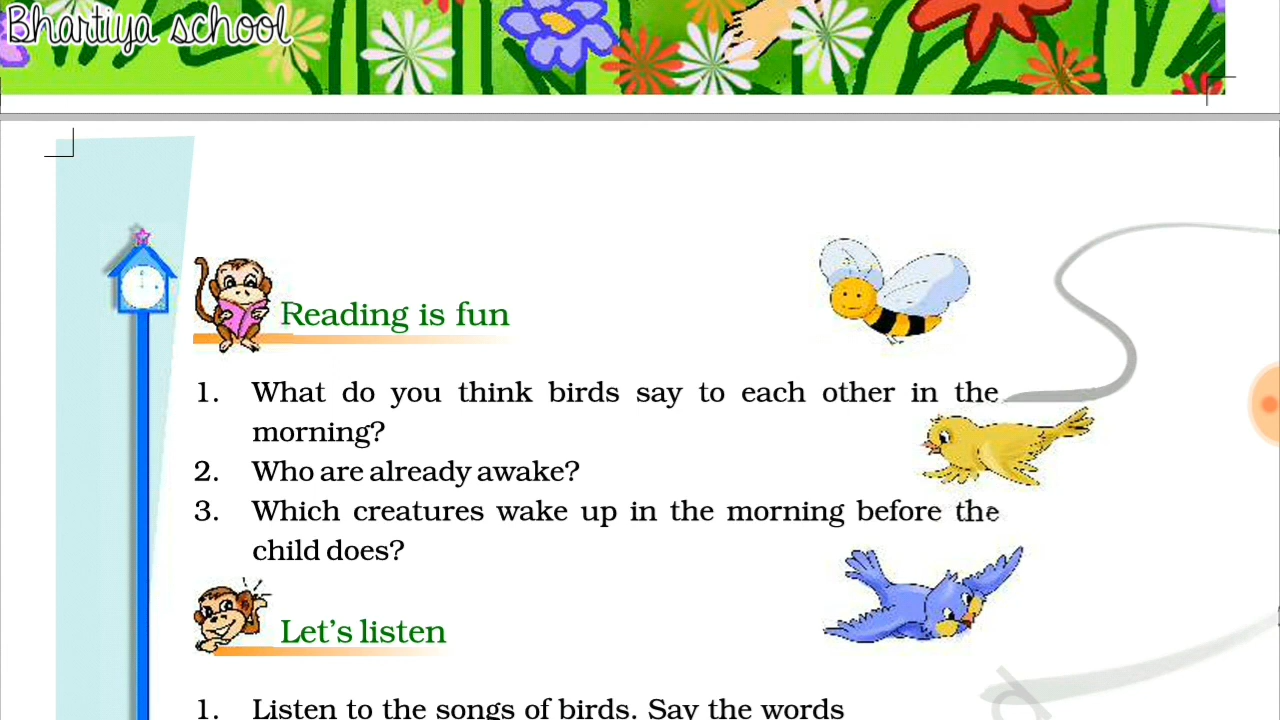 Bhartiya school
Reading is fun
1. What do you think birds say to each other in the
morning?
2. Who are already awake?
3. Which creatures wake up in the morning before the
child does?
Let's listen
1. Listen to the songs of birds. Say the words
d